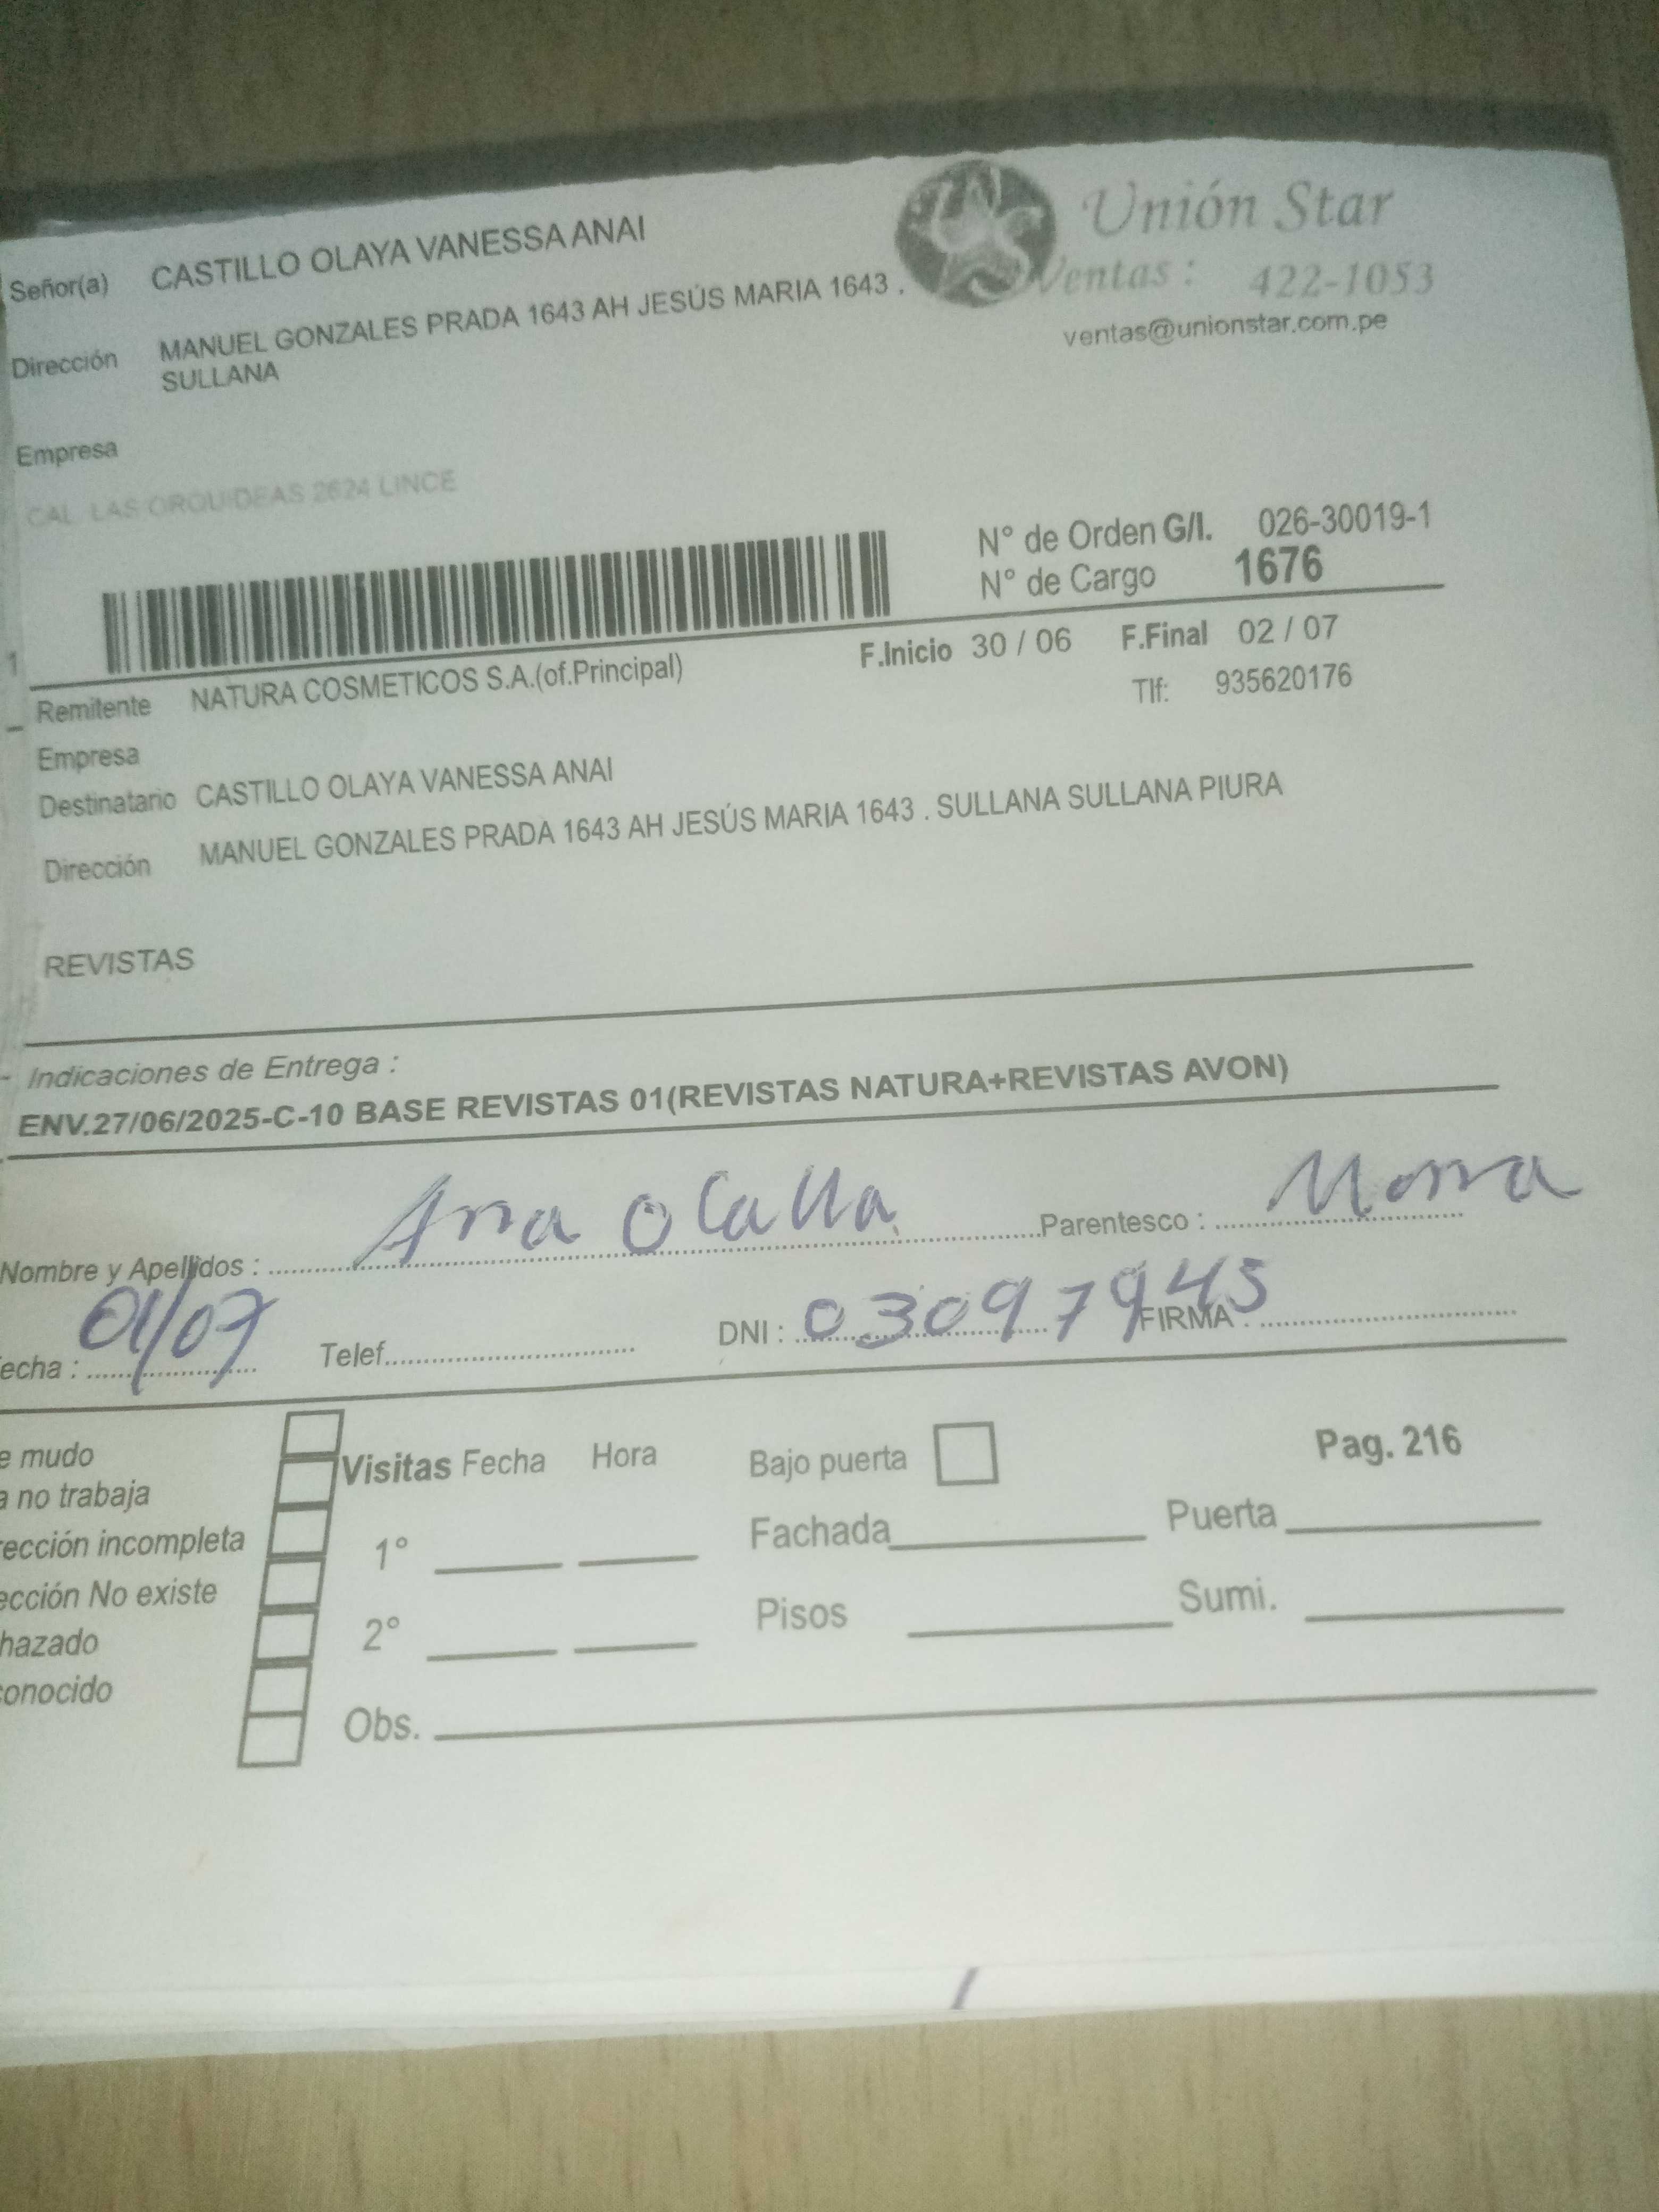 Señor(a) CASTILLO OLAYA VANESSA ANAI
Unión Star
Ventas : 422-1053
ventas@unionstar.com.pe
Dirección MANUEL GONZALES PRADA 1643 AH JESÚS MARIA 1643 .
SULLANA
Empresa
CAL LAS ORQUIDEAS 2624 LINCE
N° de Orden G/I. 026-30019-1
N° de Cargo 1676
1
F.Inicio 30 / 06 F.Final 02 / 07
Remitente NATURA COSMETICOS S.A.(of.Principal)
Tlf: 935620176
Empresa
Destinatario CASTILLO OLAYA VANESSA ANAI
Dirección MANUEL GONZALES PRADA 1643 AH JESÚS MARIA 1643 . SULLANA SULLANA PIURA
REVISTAS
- Indicaciones de Entrega :
ENV.27/06/2025-C-10 BASE REVISTAS 01(REVISTAS NATURA+REVISTAS AVON)
Nombre y Apellidos : Ana Olalla Parentesco :
echa : 01/07 Telef. DNI : 03097945 FIRMA :
e mudo
a no trabaja
rección incompleta
ección No existe
hazado
conocido
Visitas Fecha Hora
1°
2°
Obs.
Bajo puerta
Pag. 216
Fachada Puerta
Pisos Sumi.